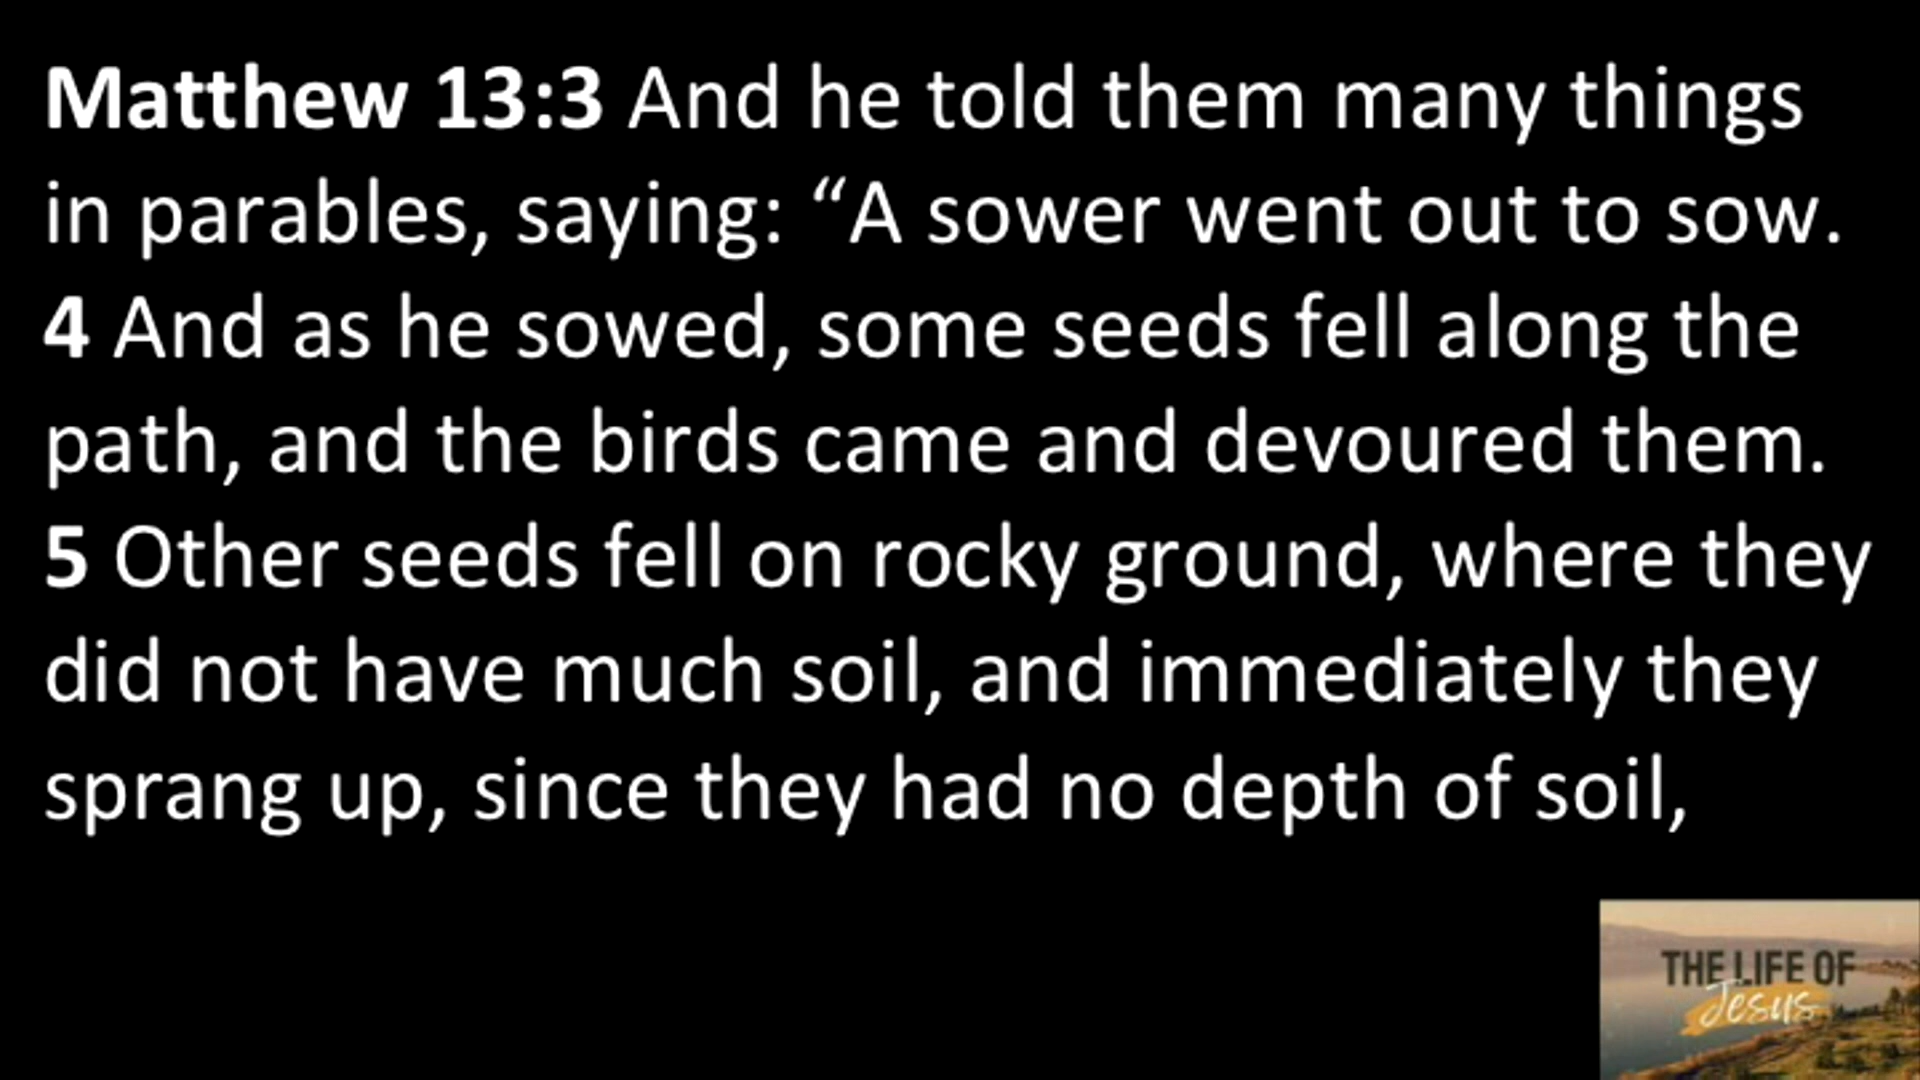 Matthew 13:3 And he told them many things
in parables, saying: “A sower went out to sow.
4 And as he sowed, some seeds fell along the
path, and the birds came and devoured them.
5 Other seeds fell on rocky ground, where they
did not have much soil, and immediately they
sprang up, since they had no depth of soil,
THE LIFE OF
Jesus